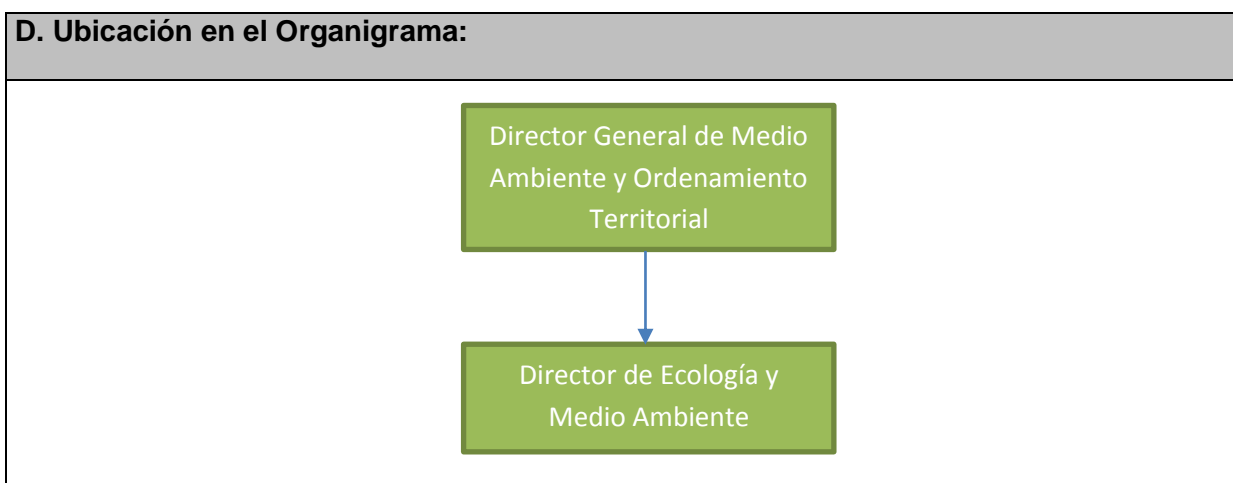 D. Ubicación en el Organigrama:
Director General de Medio
Ambiente y Ordenamiento
Territorial
Director de Ecología y
Medio Ambiente